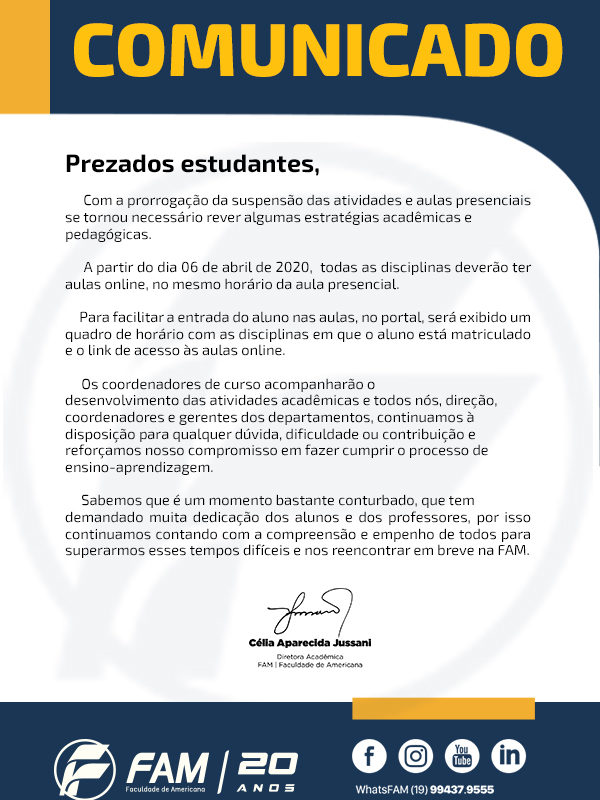 COMUNICADO
Prezados estudantes,
Com a prorrogação da suspensão das atividades e aulas presenciais
se tornou necessário rever algumas estratégias acadêmicas e
pedagógicas.
A partir do dia 06 de abril de 2020, todas as disciplinas deverão ter
aulas online, no mesmo horário da aula presencial.
Para facilitar a entrada do aluno nas aulas, no portal, será exibido um
quadro de horário com as disciplinas em que o aluno está matriculado
e o link de acesso às aulas online.
Os coordenadores de curso acompanharão o
desenvolvimento das atividades acadêmicas e todos nós, direção,
coordenadores e gerentes dos departamentos, continuamos à
disposição para qualquer dúvida, dificuldade ou contribuição e
reforçamos nosso compromisso em fazer cumprir o processo de
ensino-aprendizagem.
Sabemos que é um momento bastante conturbado, que tem
demandado muita dedicação dos alunos e dos professores, por isso
continuamos contando com a compreensão e empenho de todos para
superarmos esses tempos difíceis e nos reencontrar em breve na FAM.
Célia Aparecida Jussani
Diretora Acadêmica
FAM | Faculdade de Americana
FAM | 20
Faculdade de Americana ANOS
f You Tube in
WhatsFAM (19) 99437.9555